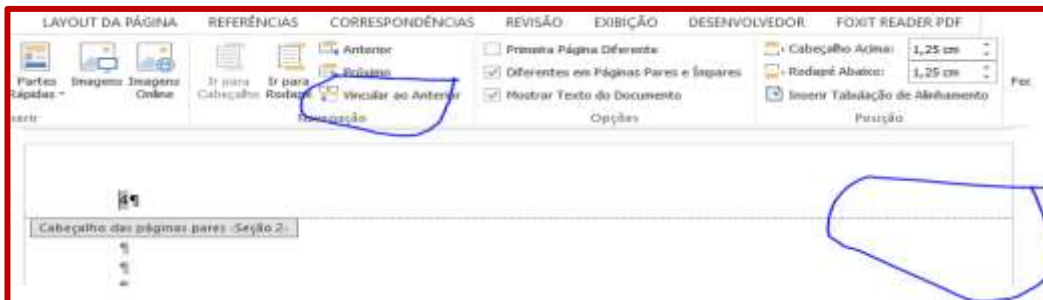 LAYOUT DA PÁGINA REFERÊNCIAS CORRESPONDÊNCIAS REVISÃO EXIBIÇÃO DESENVOLVEDOR FOXIT READER PDF
Partes Rápidas Imagens Imagens Online
Ir para Cabeçalho Ir para Rodapé
Anterior
Próximo
Vincular ao Anterior
Navegação
Primeira Página Diferente
Diferentes em Páginas Pares e Ímpares
Mostrar Texto do Documento
Opções
Cabeçalho Acima: 1,25 cm
Rodapé Abaixo: 1,25 cm
Inserir Tabulação de Alinhamento
Posição
4¶
Cabeçalho das páginas pares -Seção 2-
¶
¶